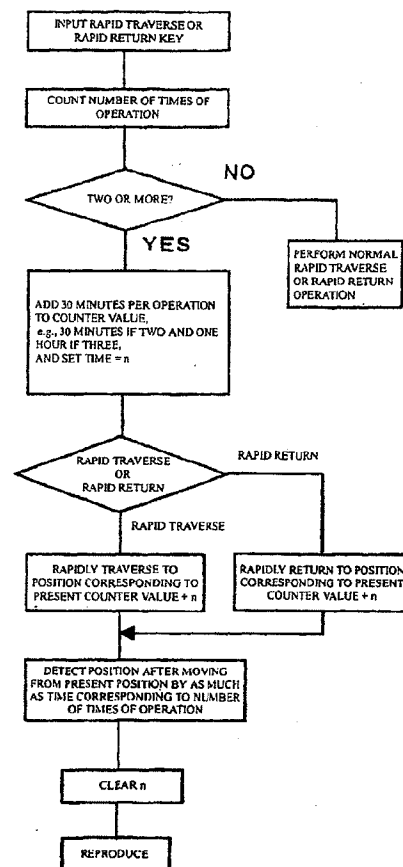 INPUT RAPID TRAVERSE OR
RAPID RETURN KEY
COUNT NUMBER OF TIMES OF
OPERATION
TWO OR MORE?
NO
YES
PERFORM NORMAL
RAPID TRAVERSE
OR RAPID RETURN
OPERATION
ADD 30 MINUTES PER OPERATION
TO COUNTER VALUE,
e.g., 30 MINUTES IF TWO AND ONE
HOUR IF THREE,
AND SET TIME = n
RAPID TRAVERSE
OR
RAPID RETURN
RAPID RETURN
RAPID TRAVERSE
RAPIDLY TRAVERSE TO
POSITION CORRESPONDING TO
PRESENT COUNTER VALUE + n
RAPIDLY RETURN TO POSITION
CORRESPONDING TO PRESENT
COUNTER VALUE + n
DETECT POSITION AFTER MOVING
FROM PRESENT POSITION BY AS MUCH
AS TIME CORRESPONDING TO NUMBER
OF TIMES OF OPERATION
CLEAR n
REPRODUCE